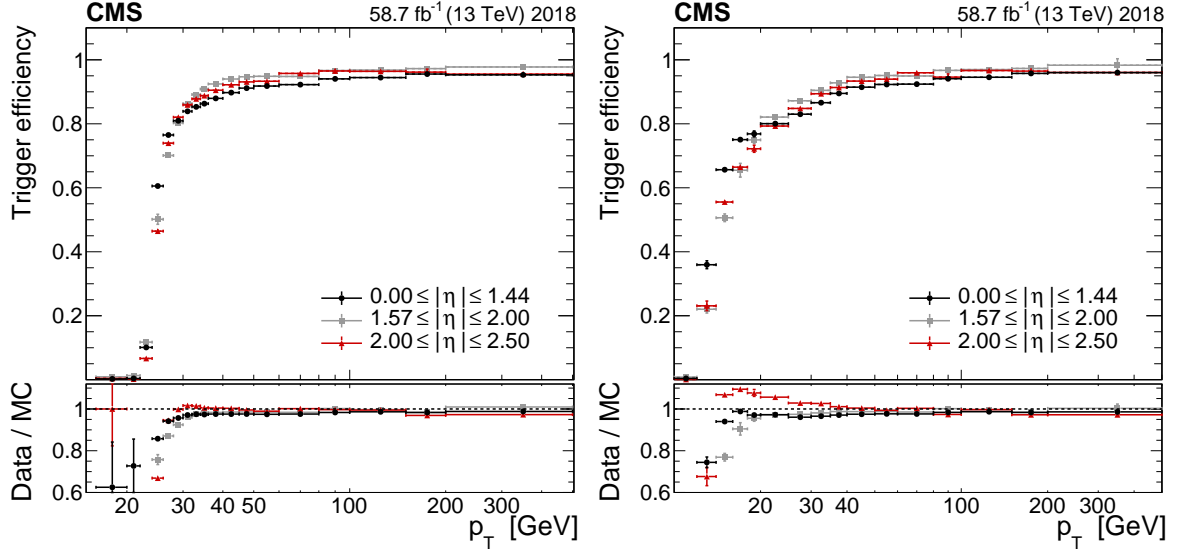 CMS
58.7 fb⁻¹ (13 TeV) 2018
Trigger efficiency
1
0.8
0.6
0.4
0.2
0.00 ≤ |η| ≤ 1.44
1.57 ≤ |η| ≤ 2.00
2.00 ≤ |η| ≤ 2.50
Data / MC
1
0.8
0.6
20 30 40 100 200 300
p_T [GeV]
CMS
58.7 fb⁻¹ (13 TeV) 2018
Trigger efficiency
1
0.8
0.6
0.4
0.2
0.00 ≤ |η| ≤ 1.44
1.57 ≤ |η| ≤ 2.00
2.00 ≤ |η| ≤ 2.50
Data / MC
1
0.8
0.6
20 30 40 100 200 300
p_T [GeV]